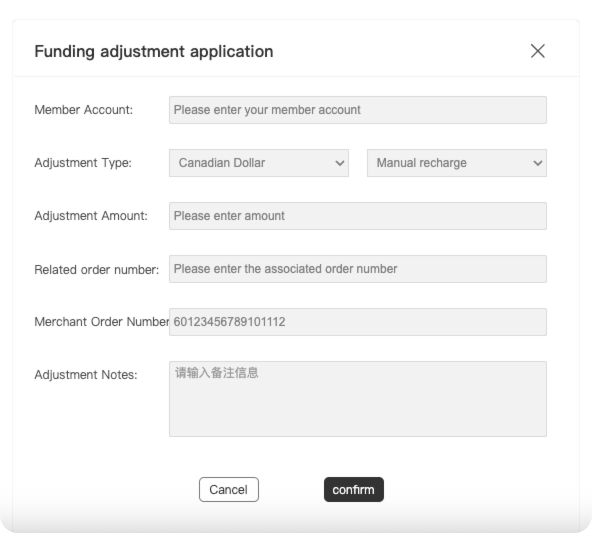 Funding adjustment application
Member Account: Please enter your member account
Adjustment Type: Canadian Dollar Manual recharge
Adjustment Amount: Please enter amount
Related order number: Please enter the associated order number
Merchant Order Number 60123456789101112
Adjustment Notes: 请输入备注信息
Cancel confirm